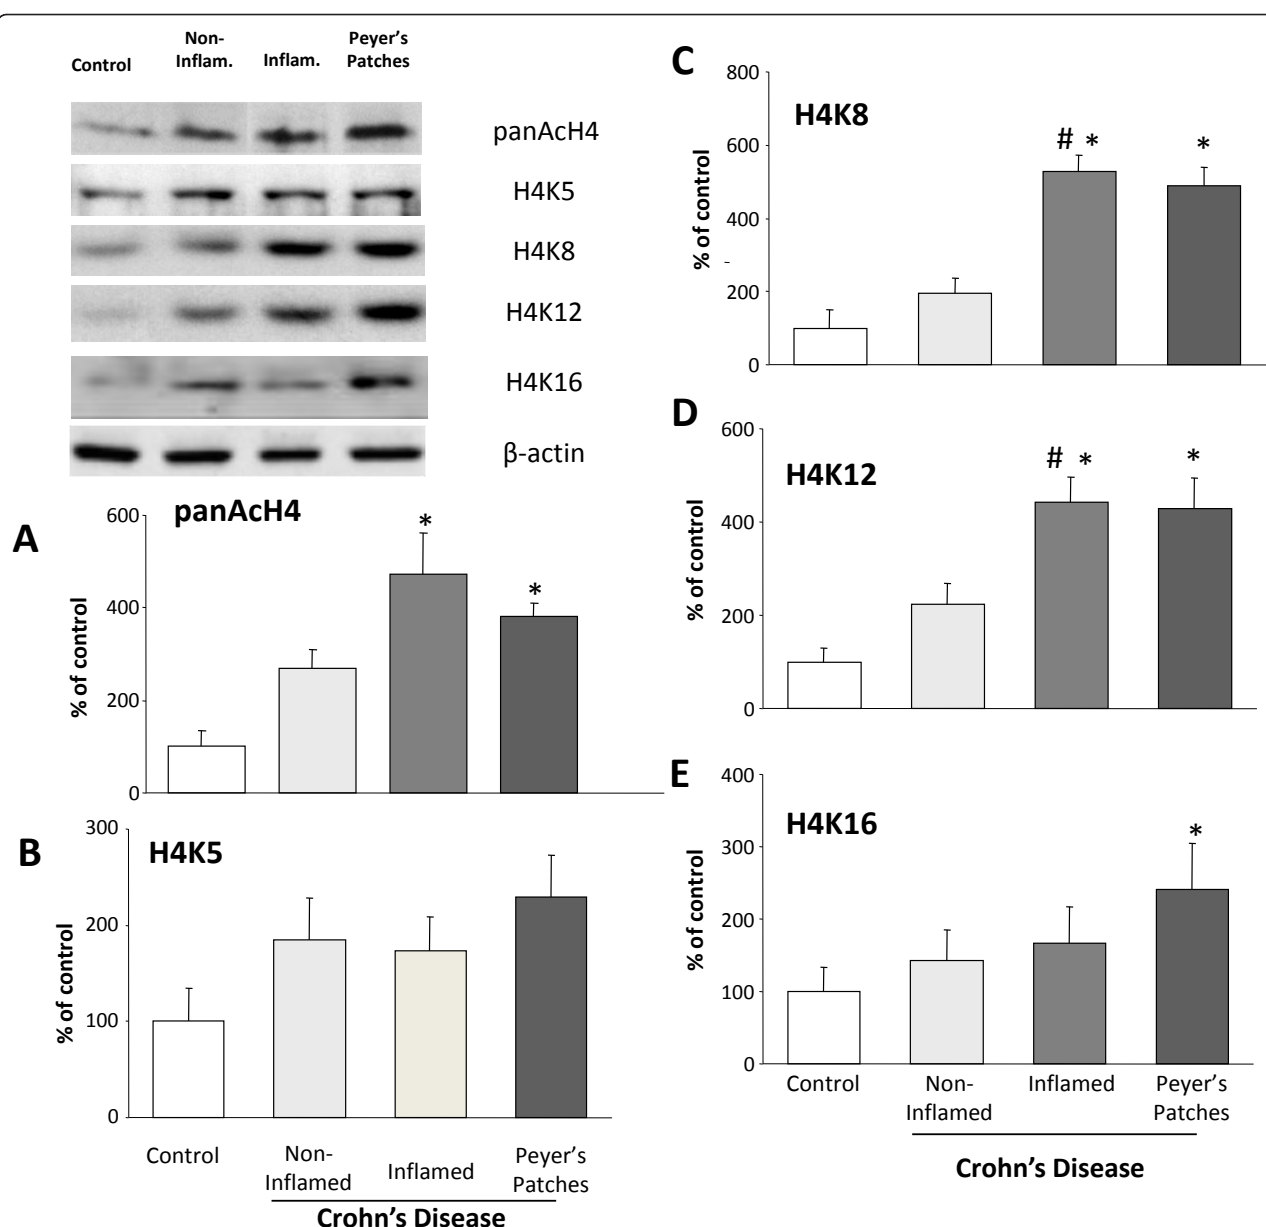 Control
Non-
Inflam.
Inflam.
Peyer's
Patches
panAcH4
H4K5
H4K8
H4K12
H4K16
β-actin
A
panAcH4
% of control
600
400
200
0
*
*
B
H4K5
% of control
300
200
100
0
Control
Non-
Inflamed
Inflamed
Peyer's
Patches
Crohn's Disease
C
H4K8
% of control
800
600
400
200
0
# *
*
D
H4K12
% of control
600
400
200
0
# *
*
E
H4K16
% of control
400
300
200
100
0
*
Control
Non-
Inflamed
Inflamed
Peyer's
Patches
Crohn's Disease